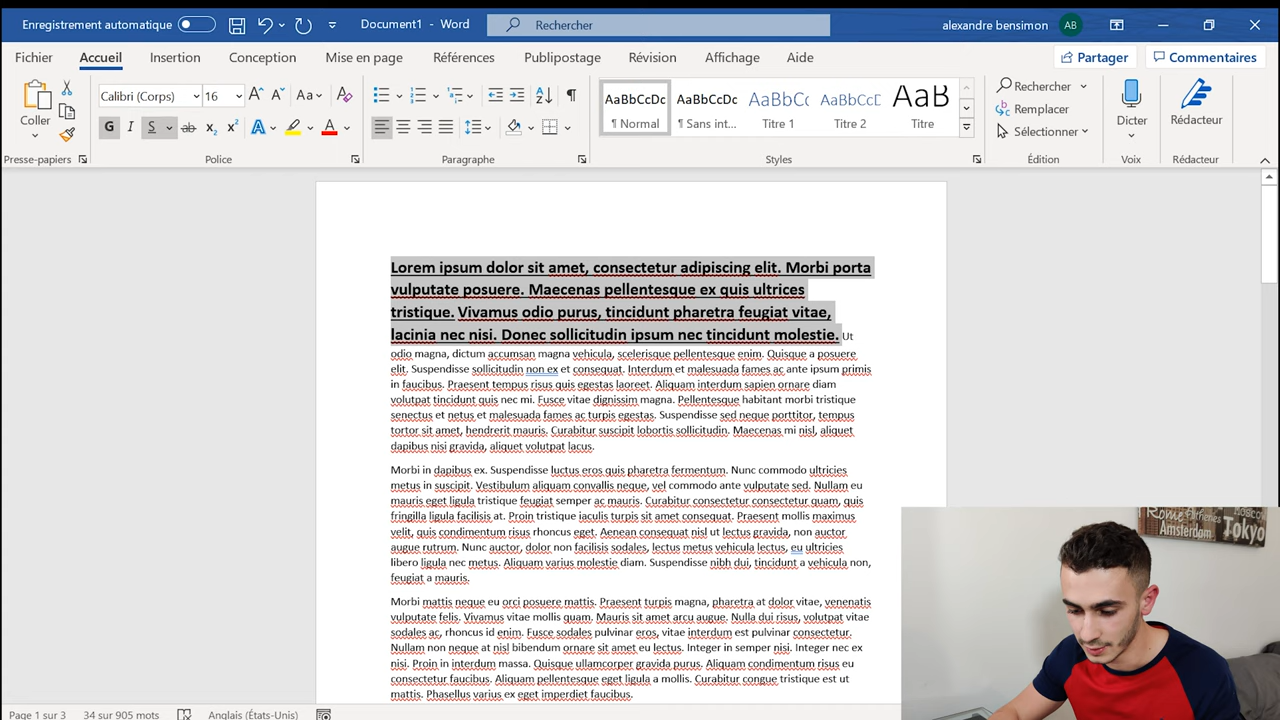 Enregistrement automatique
Document1 - Word
Rechercher
alexandre bensimon
AB
Fichier
Accueil
Insertion
Conception
Mise en page
Références
Publipostage
Révision
Affichage
Aide
Partager
Commentaires
Coller
Calibri (Corps)
16
Aa
G I S ab x₂ x²
AaBbCcDc
¶ Normal
AaBbCcDc
¶ Sans int...
AaBbCc
Titre 1
AaBbCcD
Titre 2
AaB
Titre
Rechercher
Remplacer
Sélectionner
Dicter
Rédacteur
Presse-papiers
Police
Paragraphe
Styles
Édition
Voix
Rédacteur
Lorem ipsum dolor sit amet, consectetur adipiscing elit. Morbi porta
vulputate posuere. Maecenas pellentesque ex quis ultrices
tristique. Vivamus odio purus, tincidunt pharetra feugiat vitae,
lacinia nec nisi. Donec sollicitudin ipsum nec tincidunt molestie. Ut
odio magna, dictum accumsan magna vehicula, scelerisque pellentesque enim. Quisque a posuere
elit. Suspendisse sollicitudin non ex et consequat. Interdum et malesuada fames ac ante ipsum primis
in faucibus. Praesent tempus risus quis egestas laoreet. Aliquam interdum sapien ornare diam
volutpat tincidunt quis nec mi. Fusce vitae dignissim magna. Pellentesque habitant morbi tristique
senectus et netus et malesuada fames ac turpis egestas. Suspendisse sed neque porttitor, tempus
tortor sit amet, hendrerit mauris. Curabitur suscipit lobortis sollicitudin. Maecenas mi nisl, aliquet
dapibus nisi gravida, aliquet volutpat lacus.
Morbi in dapibus ex. Suspendisse luctus eros quis pharetra fermentum. Nunc commodo ultricies
metus in suscipit. Vestibulum aliquam convallis neque, vel commodo ante vulputate sed. Nullam eu
mauris eget ligula tristique feugiat semper ac mauris. Curabitur consectetur consectetur quam, quis
fringilla ligula facilisis at. Proin tristique iaculis turpis sit amet consequat. Praesent mollis maximus
velit, quis condimentum risus rhoncus eget. Aenean consequat nisl ut lectus gravida, non auctor
augue rutrum. Nunc auctor, dolor non facilisis sodales, lectus metus vehicula lectus, eu ultricies
libero ligula nec metus. Aliquam varius molestie diam. Suspendisse nibh dui, tincidunt a vehicula non,
feugiat a mauris.
Morbi mattis neque eu orci posuere mattis. Praesent turpis magna, pharetra at dolor vitae, venenatis
vulputate felis. Vivamus vitae mollis quam. Mauris sit amet arcu augue. Nulla dui risus, volutpat vitae
sodales ac, rhoncus id enim. Fusce sodales pulvinar eros, vitae interdum est pulvinar consectetur.
Nullam non neque at nisl bibendum ornare sit amet eu lectus. Integer in semper nisi. Integer nec ex
nisi. Proin in interdum massa. Quisque ullamcorper gravida purus. Aliquam condimentum risus eu
consectetur faucibus. Aliquam pellentesque eget ligula a mollis. Curabitur congue tristique est ut
mattis. Phasellus varius ex eget imperdiet faucibus.
Rome
Amsterdam
Tokyo
Page 1 sur 3
34 sur 905 mots
Anglais (États-Unis)